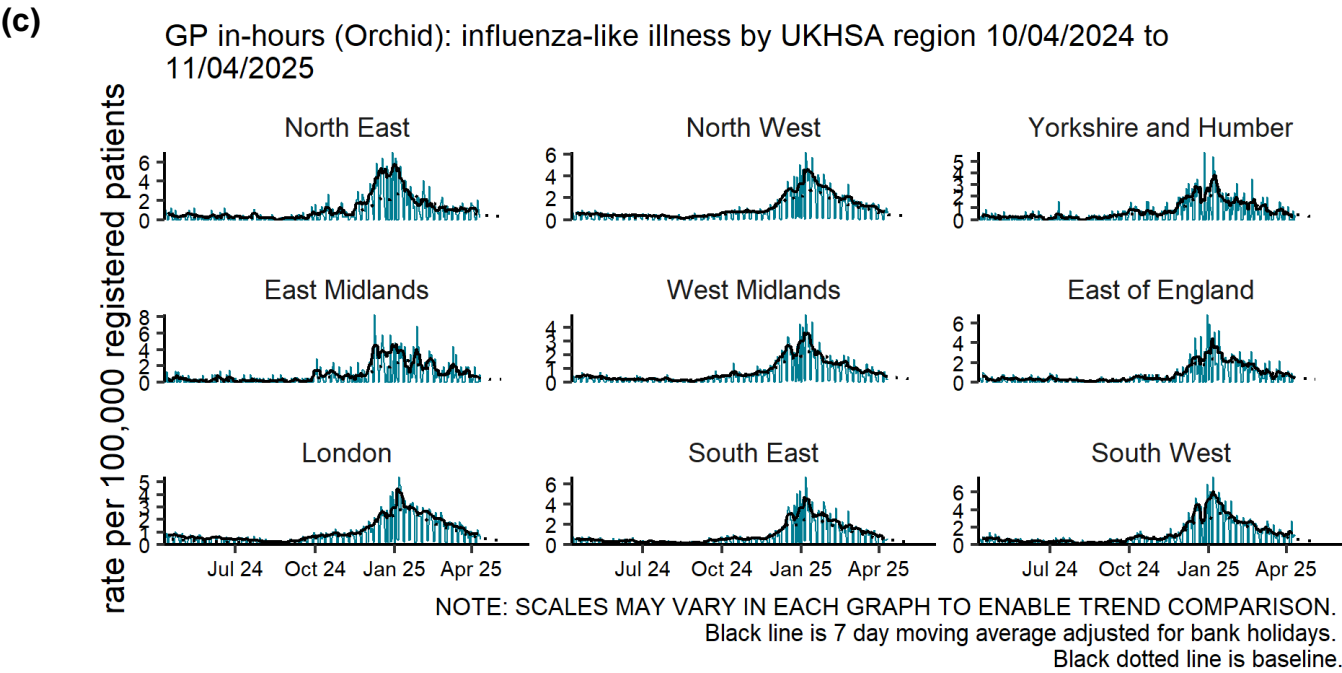 (c)
GP in-hours (Orchid): influenza-like illness by UKHSA region 10/04/2024 to
11/04/2025
rate per 100,000 registered patients
North East
6
4
2
0
North West
6
4
2
0
Yorkshire and Humber
5
4
3
2
1
0
East Midlands
8
6
4
2
0
West Midlands
4
3
2
1
0
East of England
6
4
2
0
London
5
4
3
2
1
0
South East
6
4
2
0
South West
6
4
2
0
Jul 24 Oct 24 Jan 25 Apr 25
Jul 24 Oct 24 Jan 25 Apr 25
Jul 24 Oct 24 Jan 25 Apr 25
NOTE: SCALES MAY VARY IN EACH GRAPH TO ENABLE TREND COMPARISON.
Black line is 7 day moving average adjusted for bank holidays.
Black dotted line is baseline.